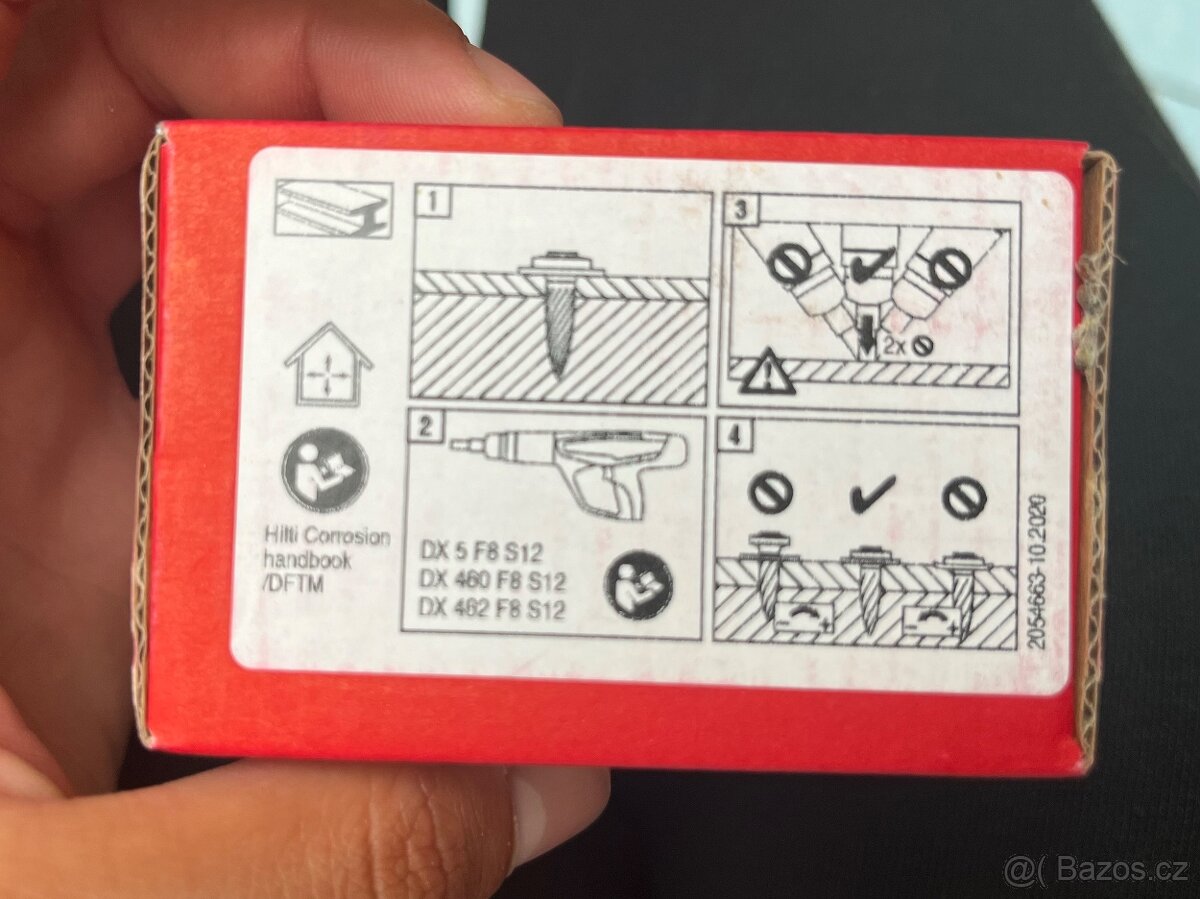 1
3
2x
2
4
Hilti Corrosion
handbook
/DFTM
DX 5 F8 S12
DX 460 F8 S12
DX 462 F8 S12
- +
- +
2054663-10.2020
@( Bazos.cz